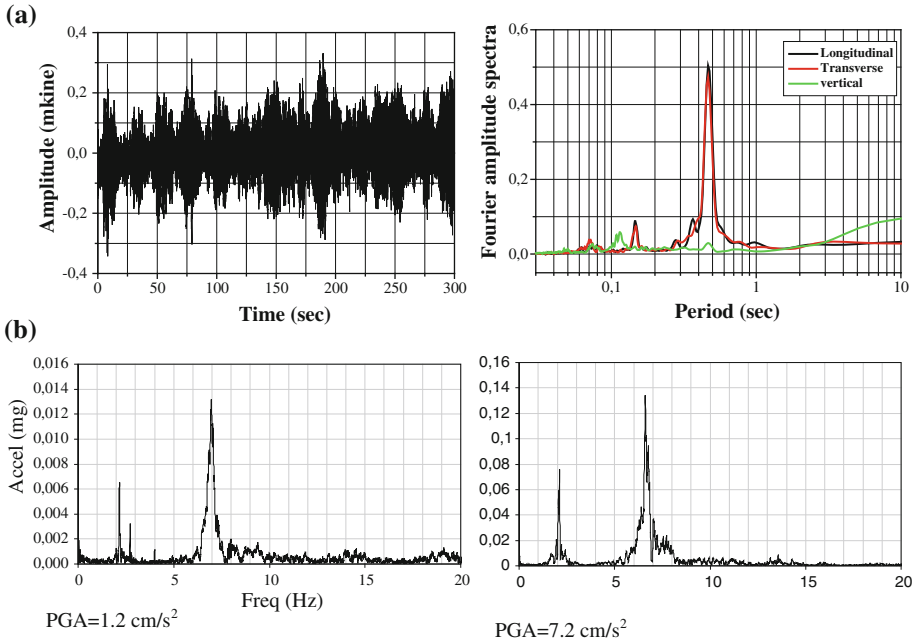 (a)
0,4
0,2
0,0
-0,2
-0,4
Amplitude (mkine)
0 50 100 150 200 250 300
Time (sec)
0,6
0,4
0,2
0,0
Fourier amplitude spectra
Longitudinal
Transverse
vertical
0,1 1 10
Period (sec)
(b)
0,016
0,014
0,012
0,010
0,008
0,006
0,004
0,002
0,000
Accel (mg)
0 5 10 15 20
Freq (Hz)
PGA=1.2 cm/s²
0,16
0,14
0,12
0,1
0,08
0,06
0,04
0,02
0
0 5 10 15 20
PGA=7.2 cm/s²